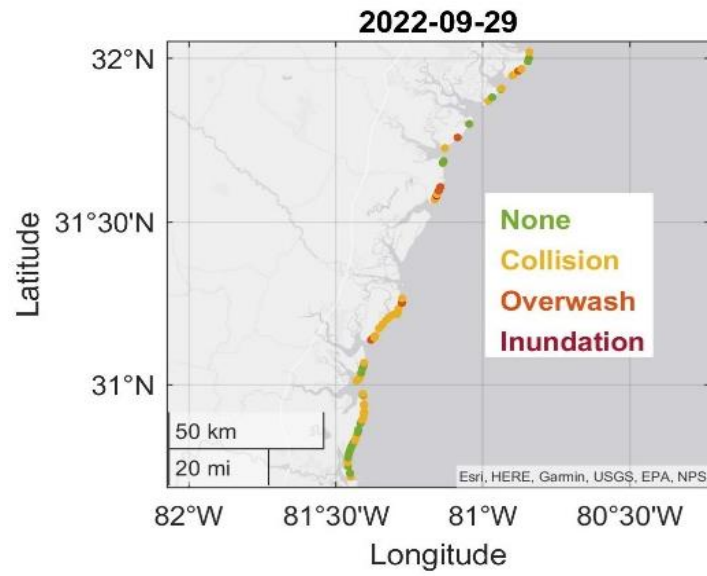 2022-09-29
32°N
31°30'N
31°N
Latitude
None
Collision
Overwash
Inundation
50 km
20 mi
Esri, HERE, Garmin, USGS, EPA, NPS
82°W
81°30'W
81°W
80°30'W
Longitude